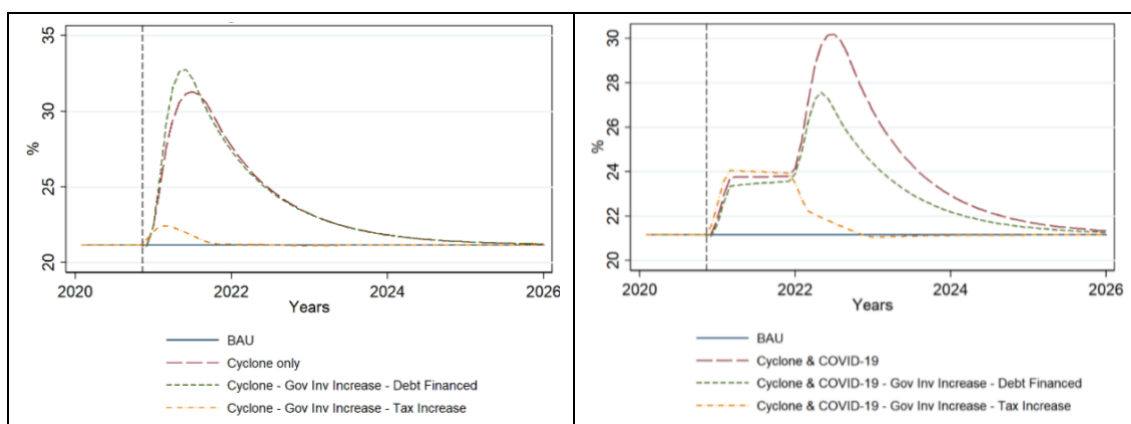 35
30
25
20
%
2020
2022
2024
2026
Years
BAU
Cyclone only
Cyclone - Gov Inv Increase - Debt Financed
Cyclone - Gov Inv Increase - Tax Increase
30
28
26
24
22
20
%
2020
2022
2024
2026
Years
BAU
Cyclone & COVID-19
Cyclone & COVID-19 - Gov Inv Increase - Debt Financed
Cyclone & COVID-19 - Gov Inv Increase - Tax Increase